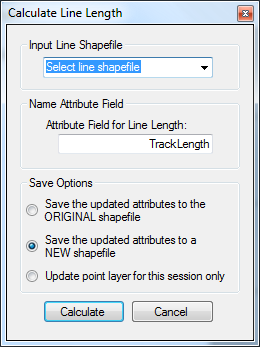 Calculate Line Length
Input Line Shapefile
Select line shapefile
Name Attribute Field
Attribute Field for Line Length:
TrackLength
Save Options
Save the updated attributes to the
ORIGINAL shapefile
Save the updated attributes to a
NEW shapefile
Update point layer for this session only
Calculate
Cancel